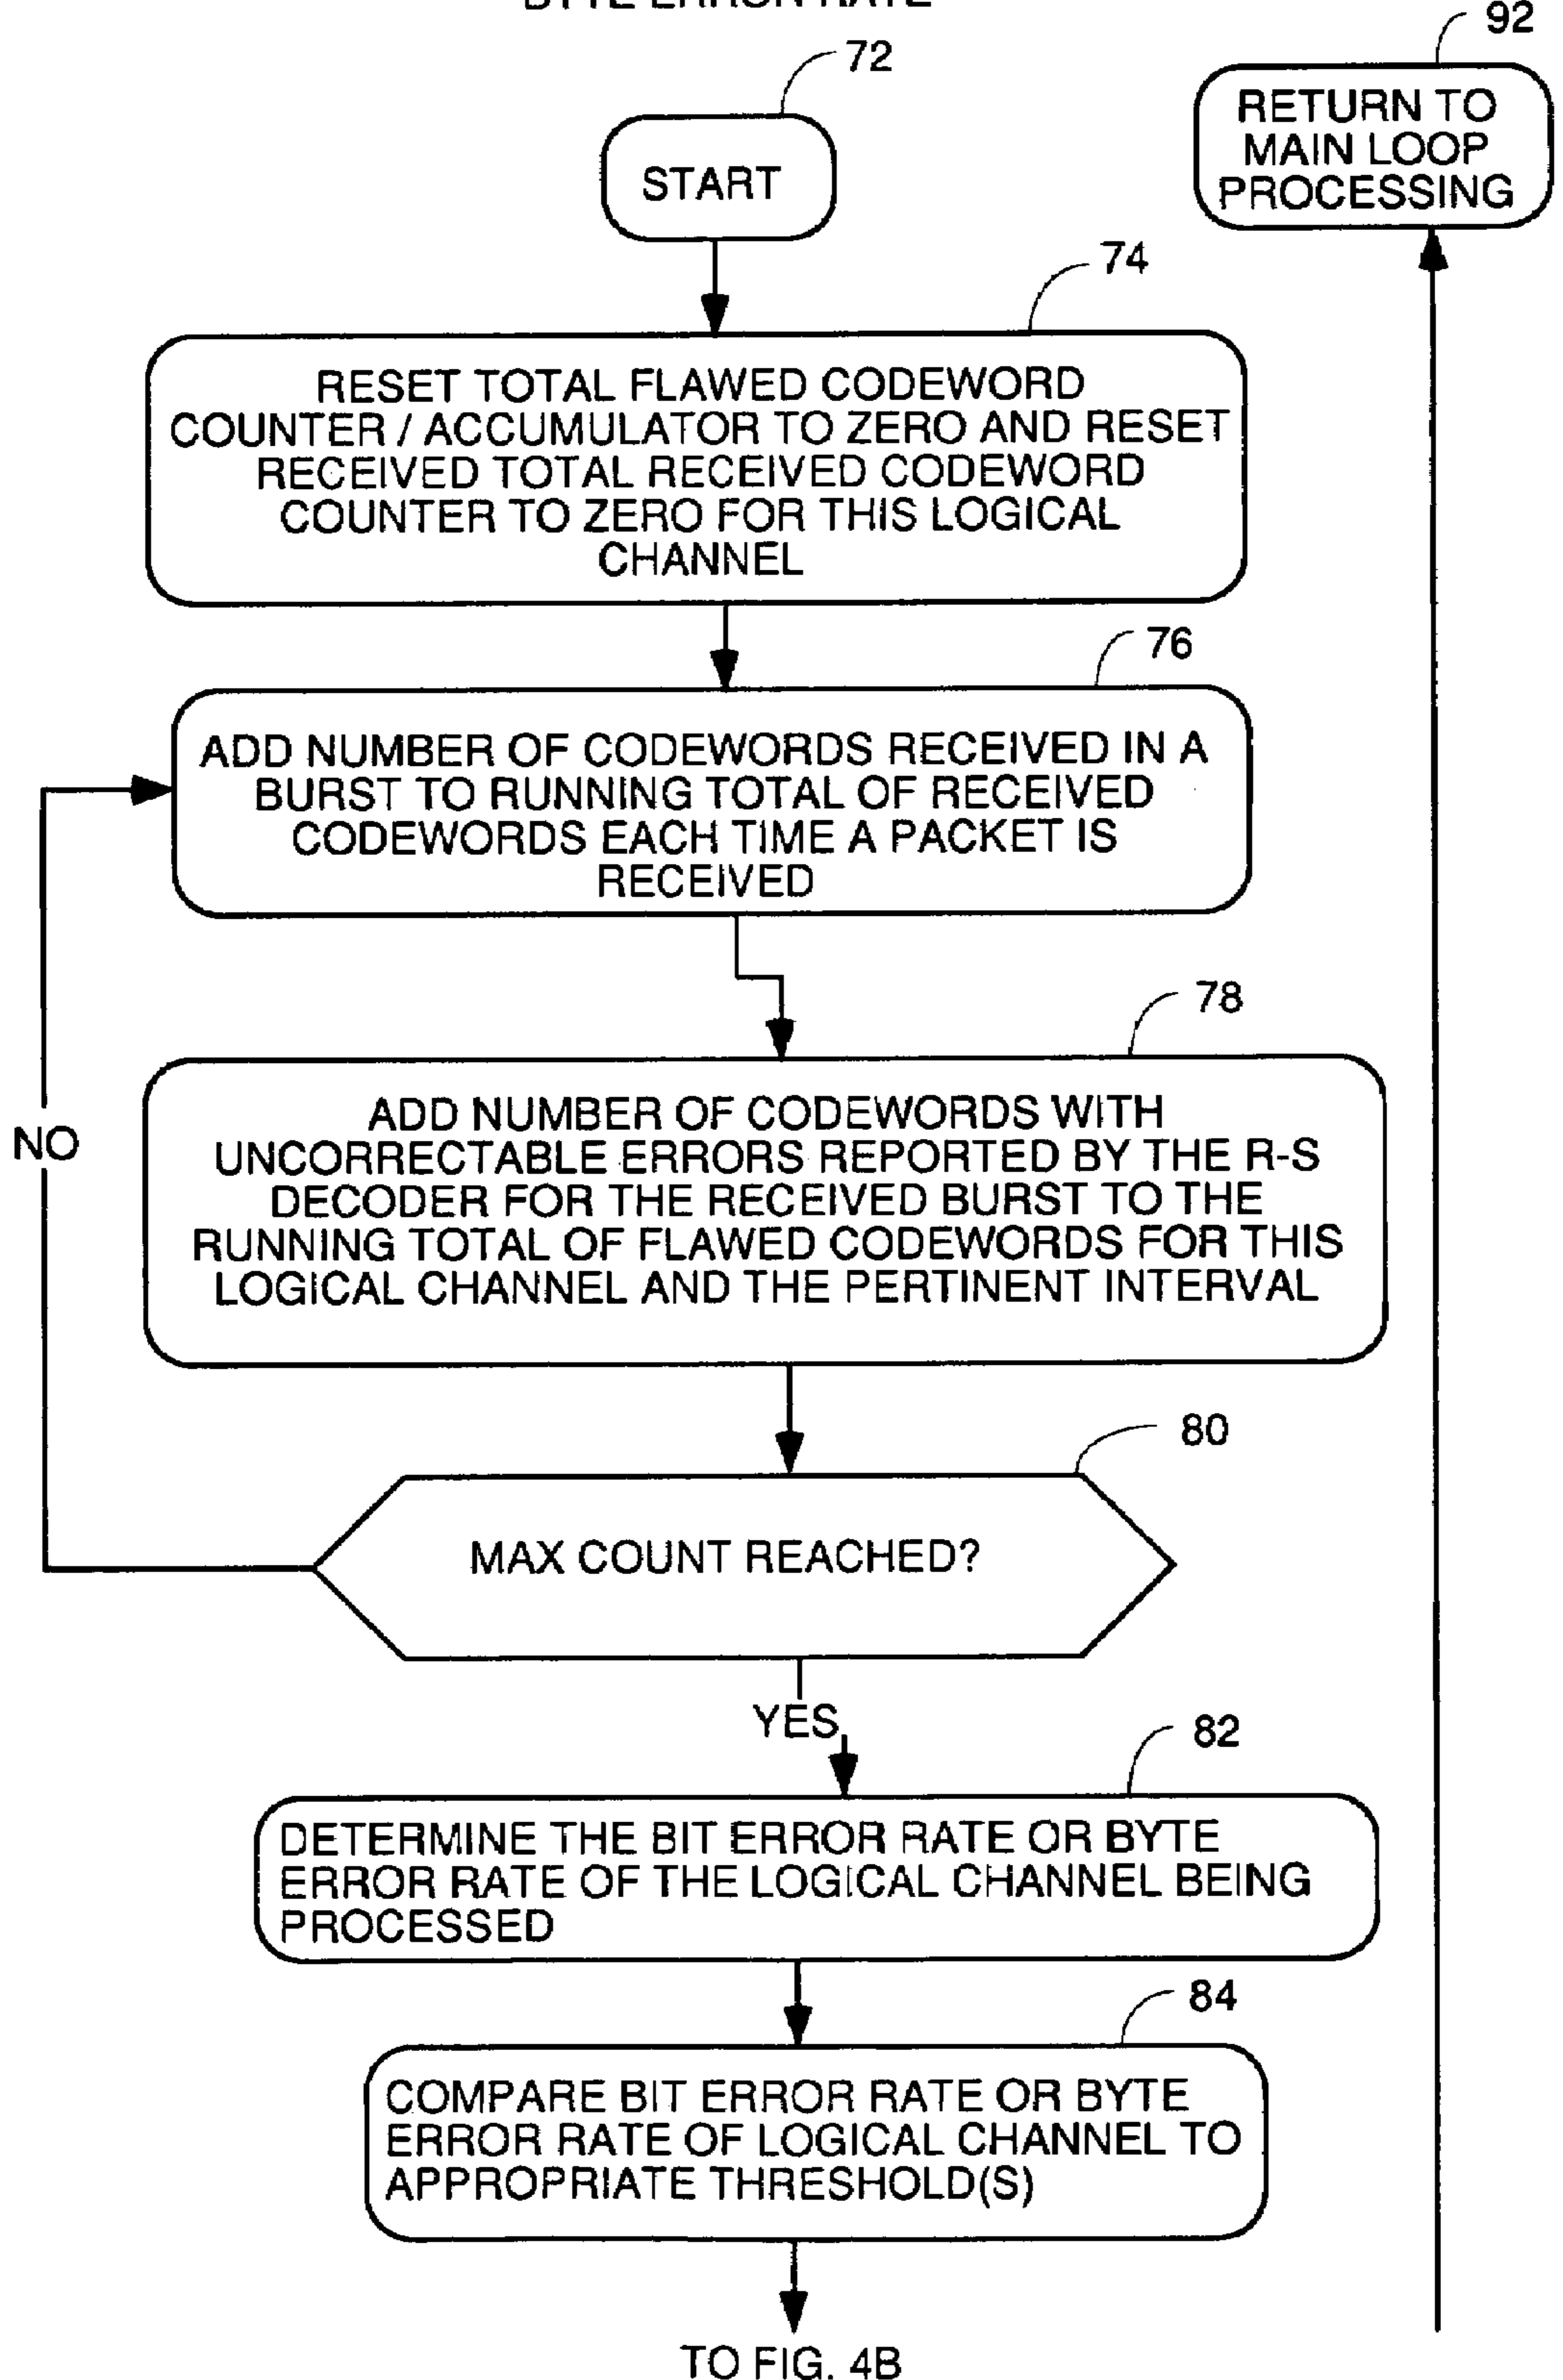 BYTE ERROR RATE
92
72
RETURN TO
MAIN LOOP
PROCESSING
START
74
RESET TOTAL FLAWED CODEWORD
COUNTER / ACCUMULATOR TO ZERO AND RESET
RECEIVED TOTAL RECEIVED CODEWORD
COUNTER TO ZERO FOR THIS LOGICAL
CHANNEL
76
ADD NUMBER OF CODEWORDS RECEIVED IN A
BURST TO RUNNING TOTAL OF RECEIVED
CODEWORDS EACH TIME A PACKET IS
RECEIVED
78
ADD NUMBER OF CODEWORDS WITH
UNCORRECTABLE ERRORS REPORTED BY THE R-S
DECODER FOR THE RECEIVED BURST TO THE
RUNNING TOTAL OF FLAWED CODEWORDS FOR THIS
LOGICAL CHANNEL AND THE PERTINENT INTERVAL
NO
80
MAX COUNT REACHED?
YES
82
DETERMINE THE BIT ERROR RATE OR BYTE
ERROR RATE OF THE LOGICAL CHANNEL BEING
PROCESSED
84
COMPARE BIT ERROR RATE OR BYTE
ERROR RATE OF LOGICAL CHANNEL TO
APPROPRIATE THRESHOLD(S)
TO FIG. 4B